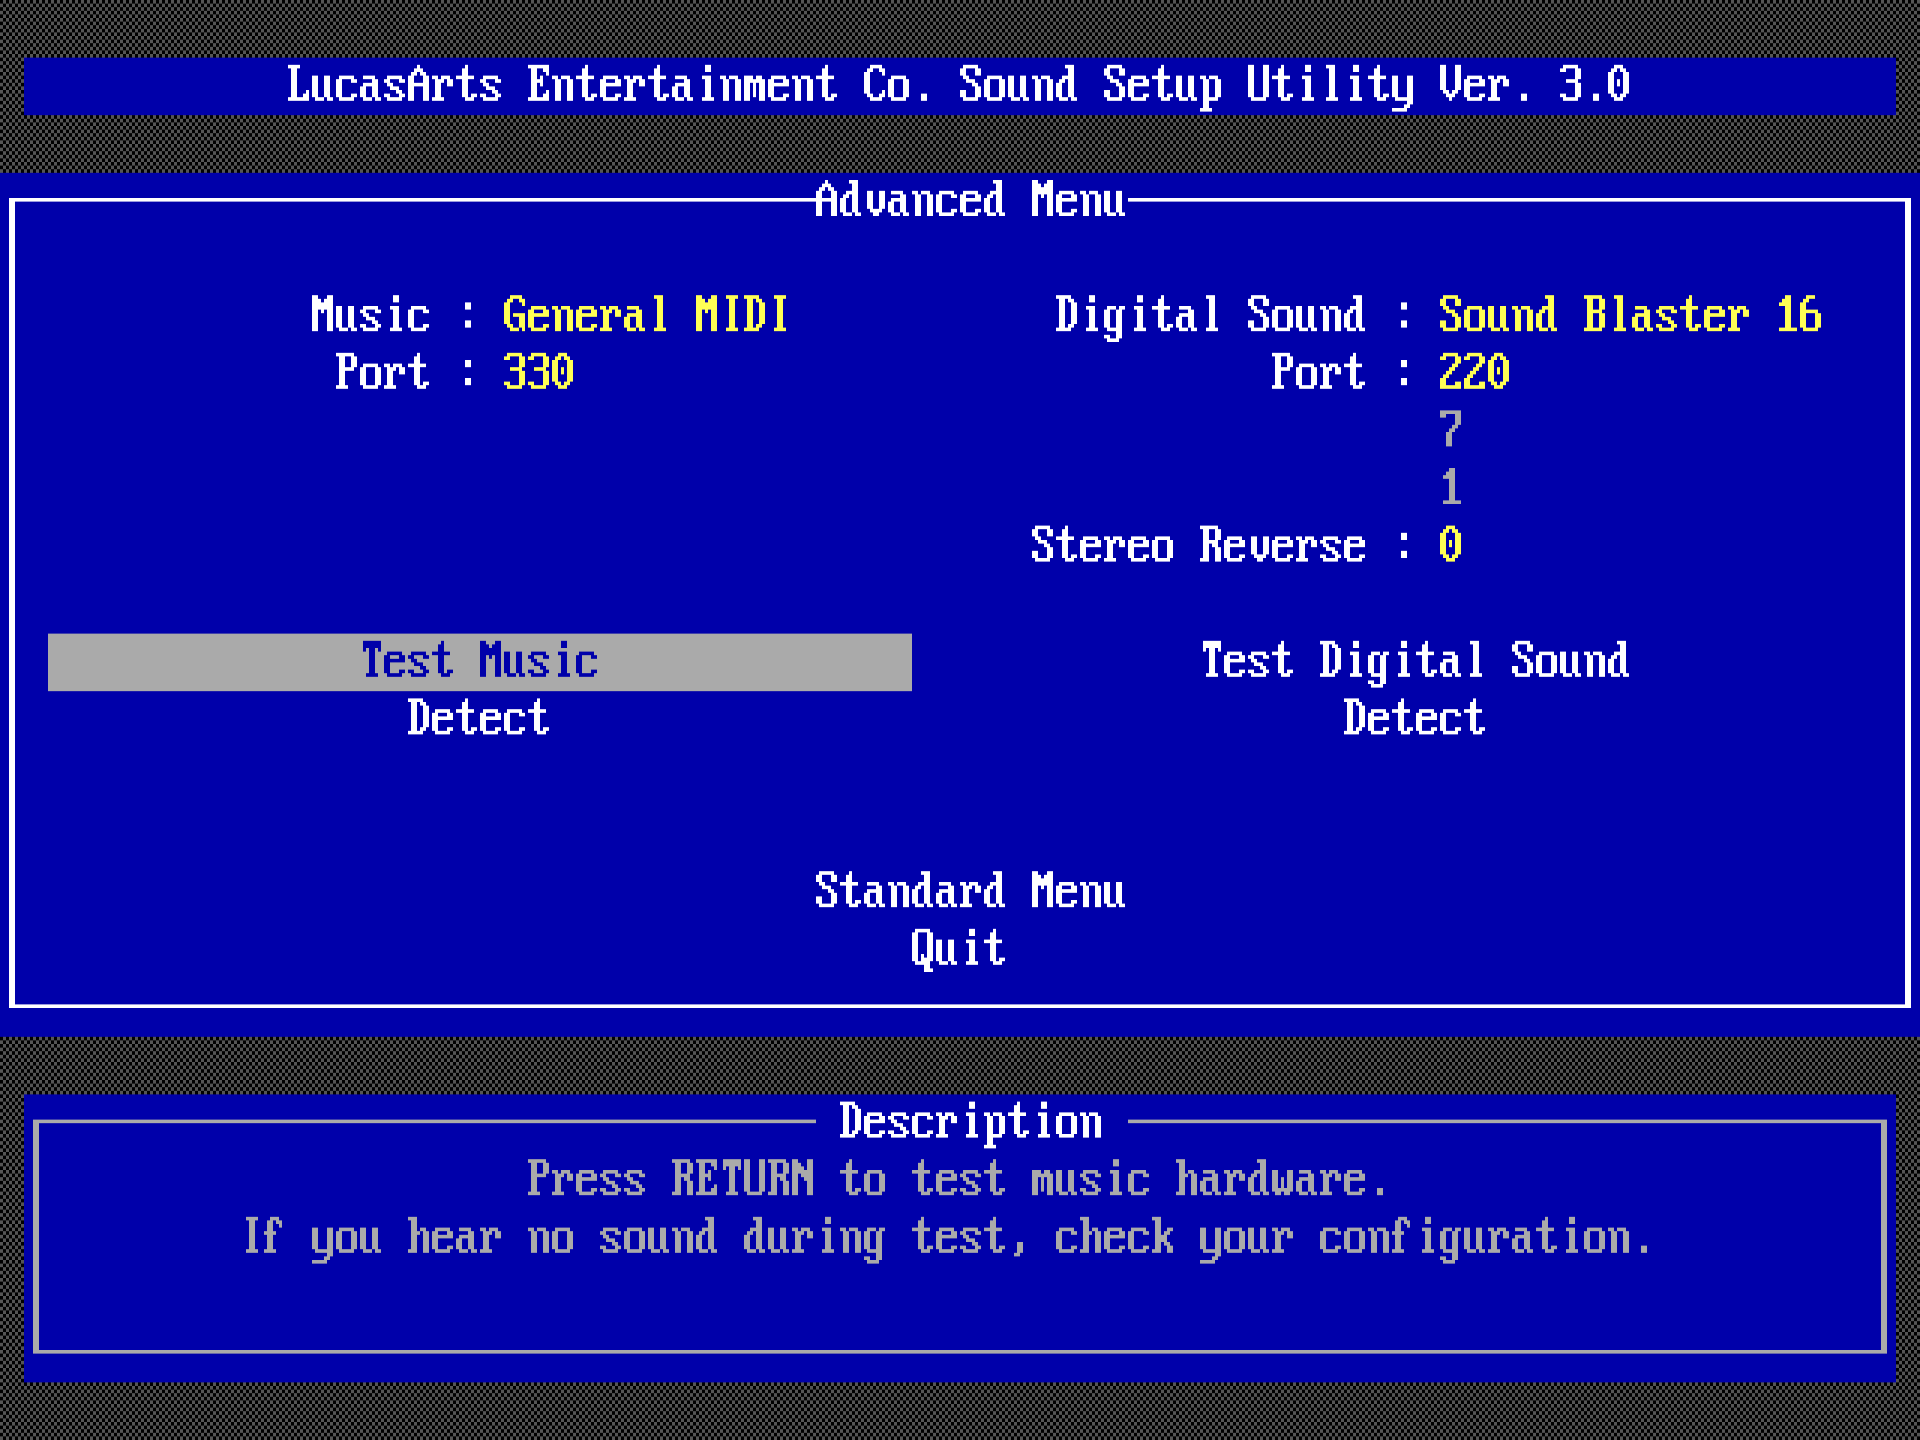 LucasArts Entertainment Co. Sound Setup Utility Ver. 3.0
Advanced Menu
Music : General MIDI
Port : 330
Digital Sound : Sound Blaster 16
Port : 220
7
1
Stereo Reverse : 0
Test Music
Detect
Test Digital Sound
Detect
Standard Menu
Quit
Description
Press RETURN to test music hardware.
If you hear no sound during test, check your configuration.